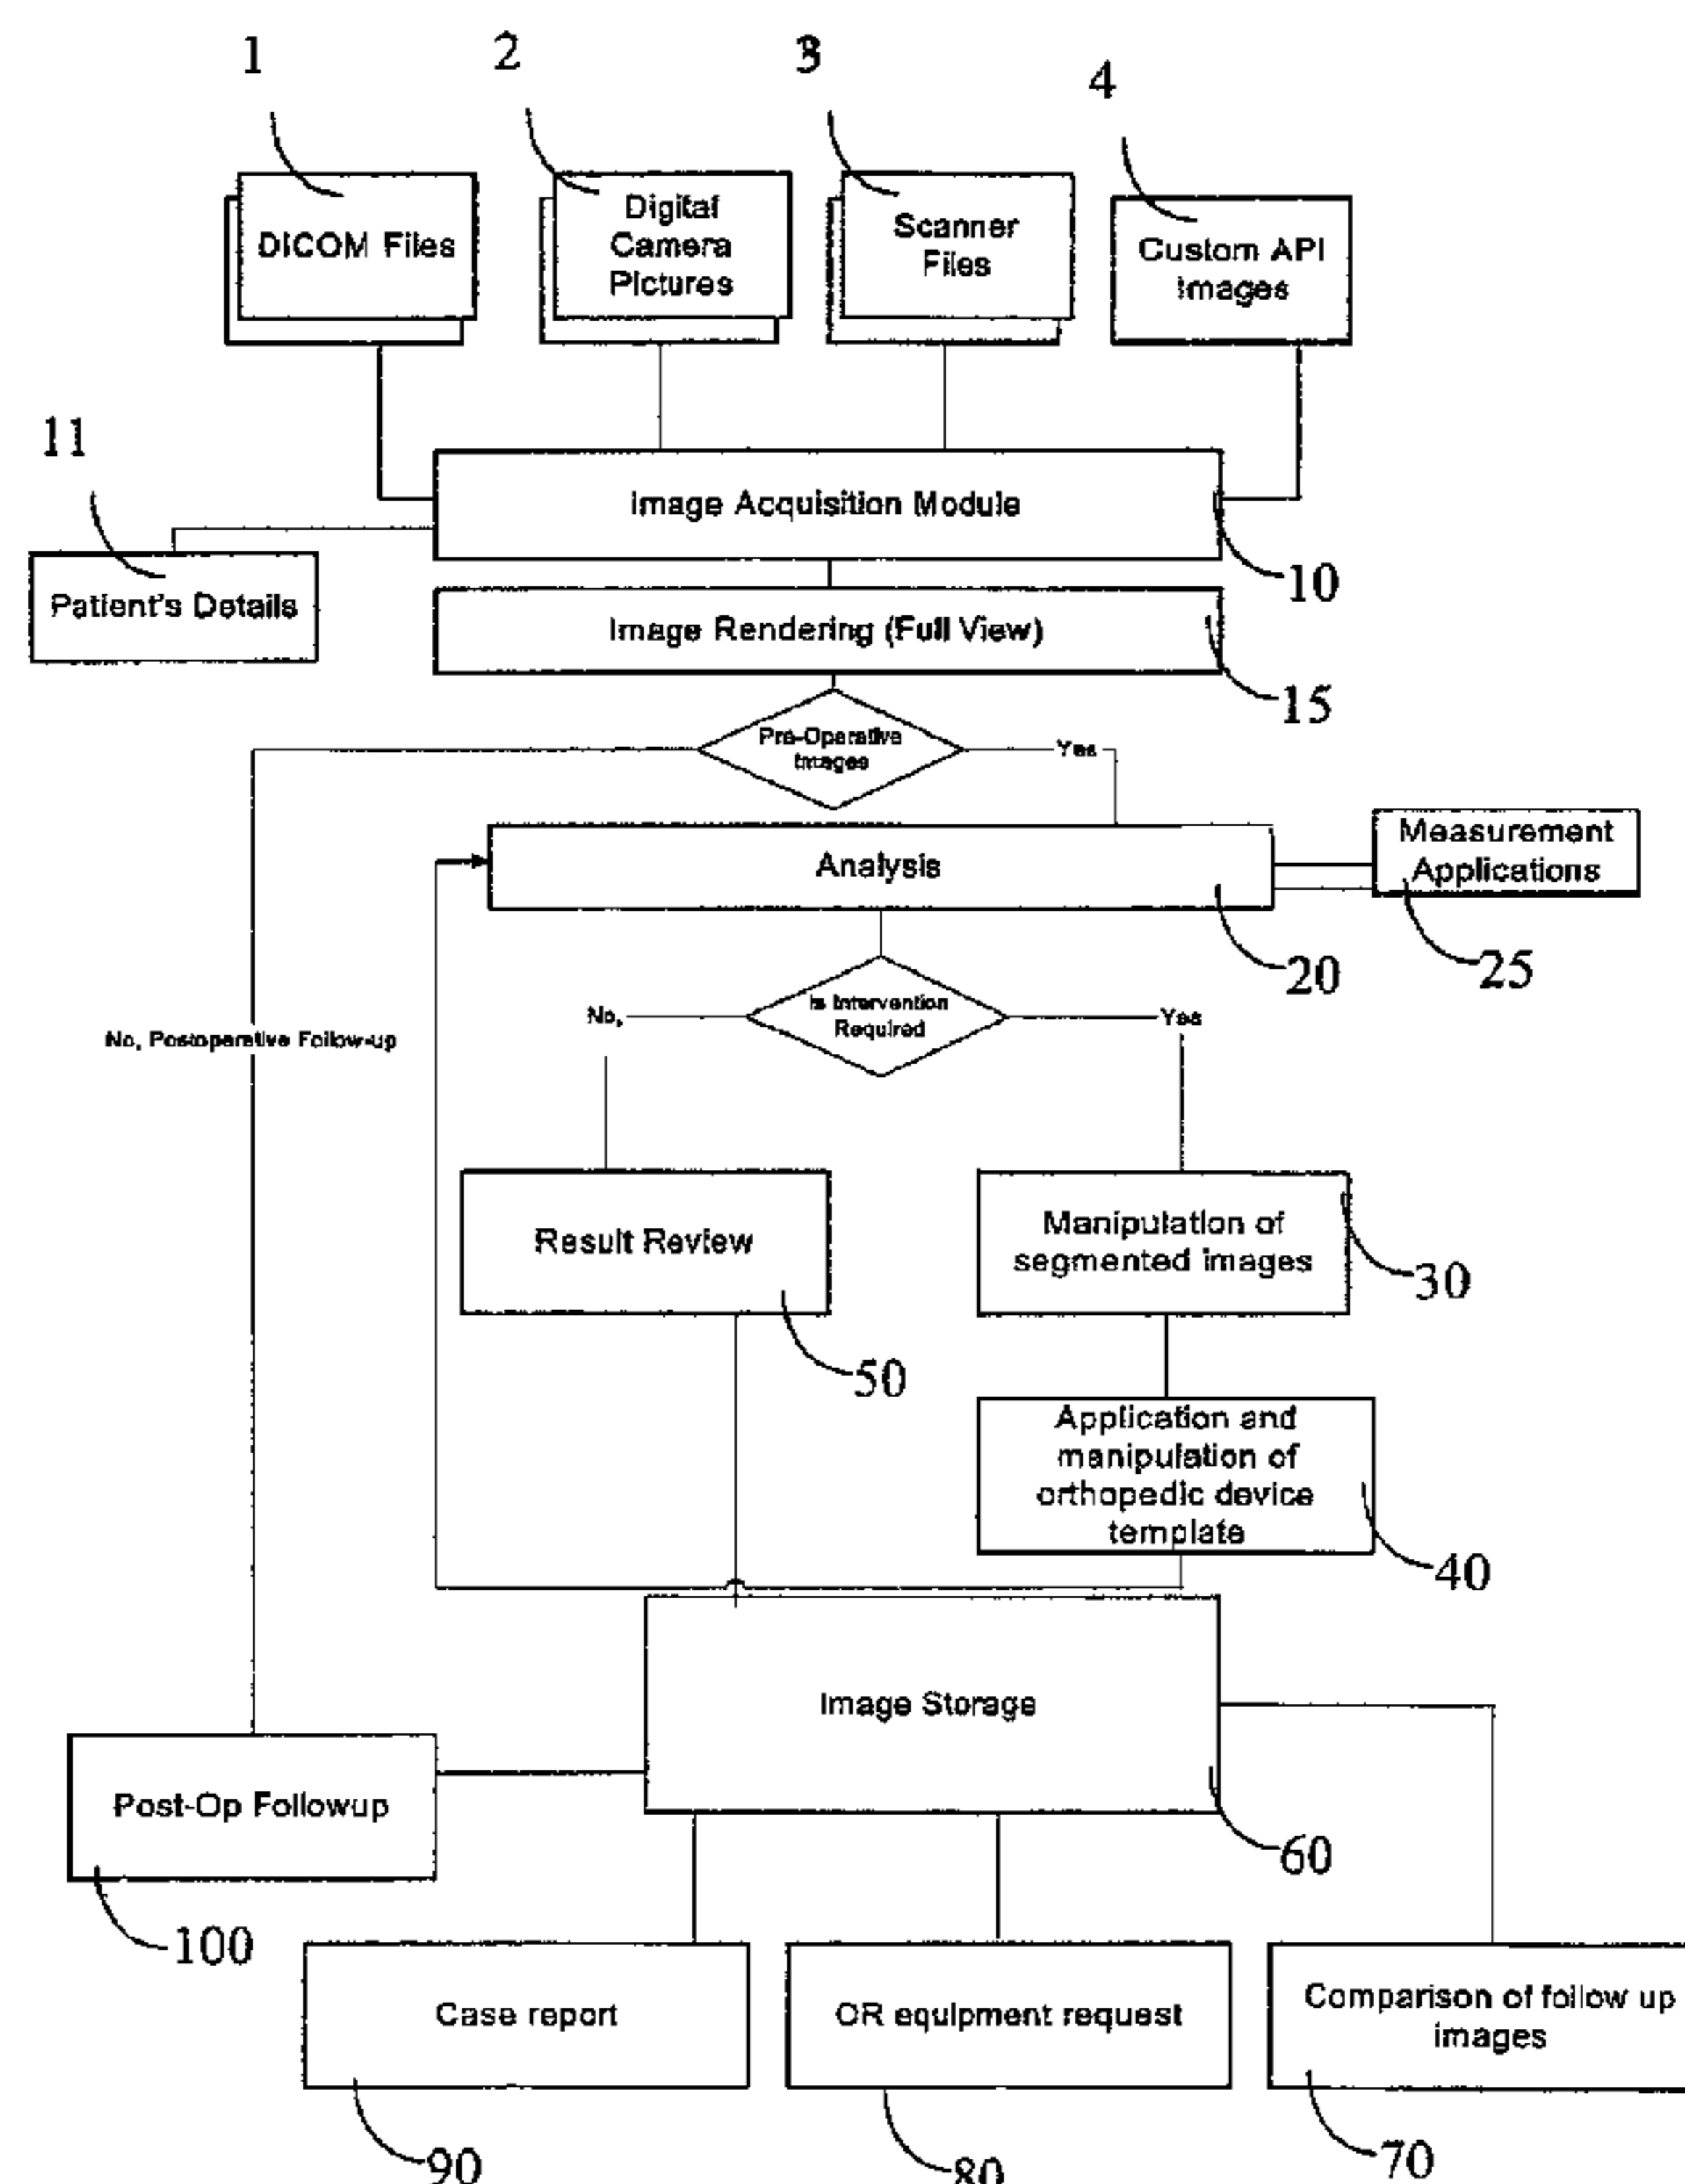 1
2
3
4
DICOM Files
Digital
Camera
Pictures
Scanner
Files
Custom API
Images
11
Image Acquisition Module
10
Patient's Details
Image Rendering (Full View)
15
Pre-Operative
Images
Yes
Measurement
Applications
Analysis
20
25
Is Intervention
Required
No,
Yes
No, Postoperative Follow-up
Result Review
Manipulation of
segmented images
30
50
Application and
manipulation of
orthopedic device
template
40
Image Storage
Post-Op Followup
60
100
Case report
OR equipment request
Comparison of follow up
images
90
80
70